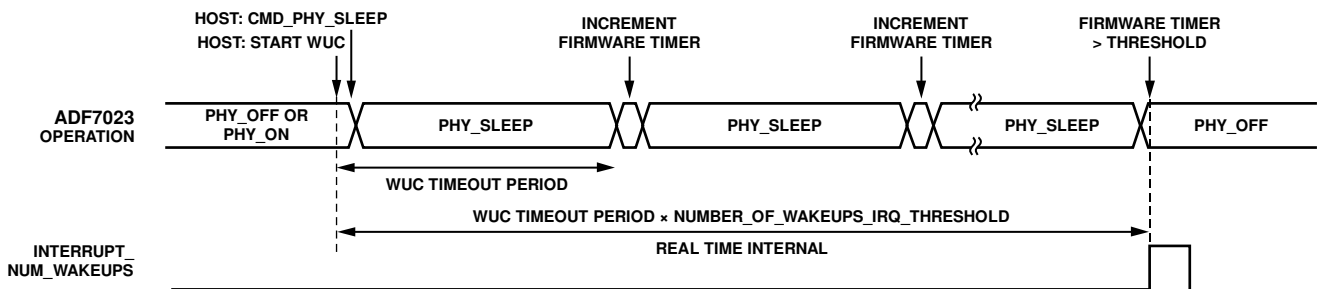 HOST: CMD_PHY_SLEEP
HOST: START WUC
INCREMENT
FIRMWARE TIMER
INCREMENT
FIRMWARE TIMER
FIRMWARE TIMER
> THRESHOLD
ADF7023
OPERATION
PHY_OFF OR
PHY_ON
PHY_SLEEP
PHY_SLEEP
PHY_SLEEP
PHY_OFF
WUC TIMEOUT PERIOD
WUC TIMEOUT PERIOD × NUMBER_OF_WAKEUPS_IRQ_THRESHOLD
REAL TIME INTERNAL
INTERRUPT_
NUM_WAKEUPS